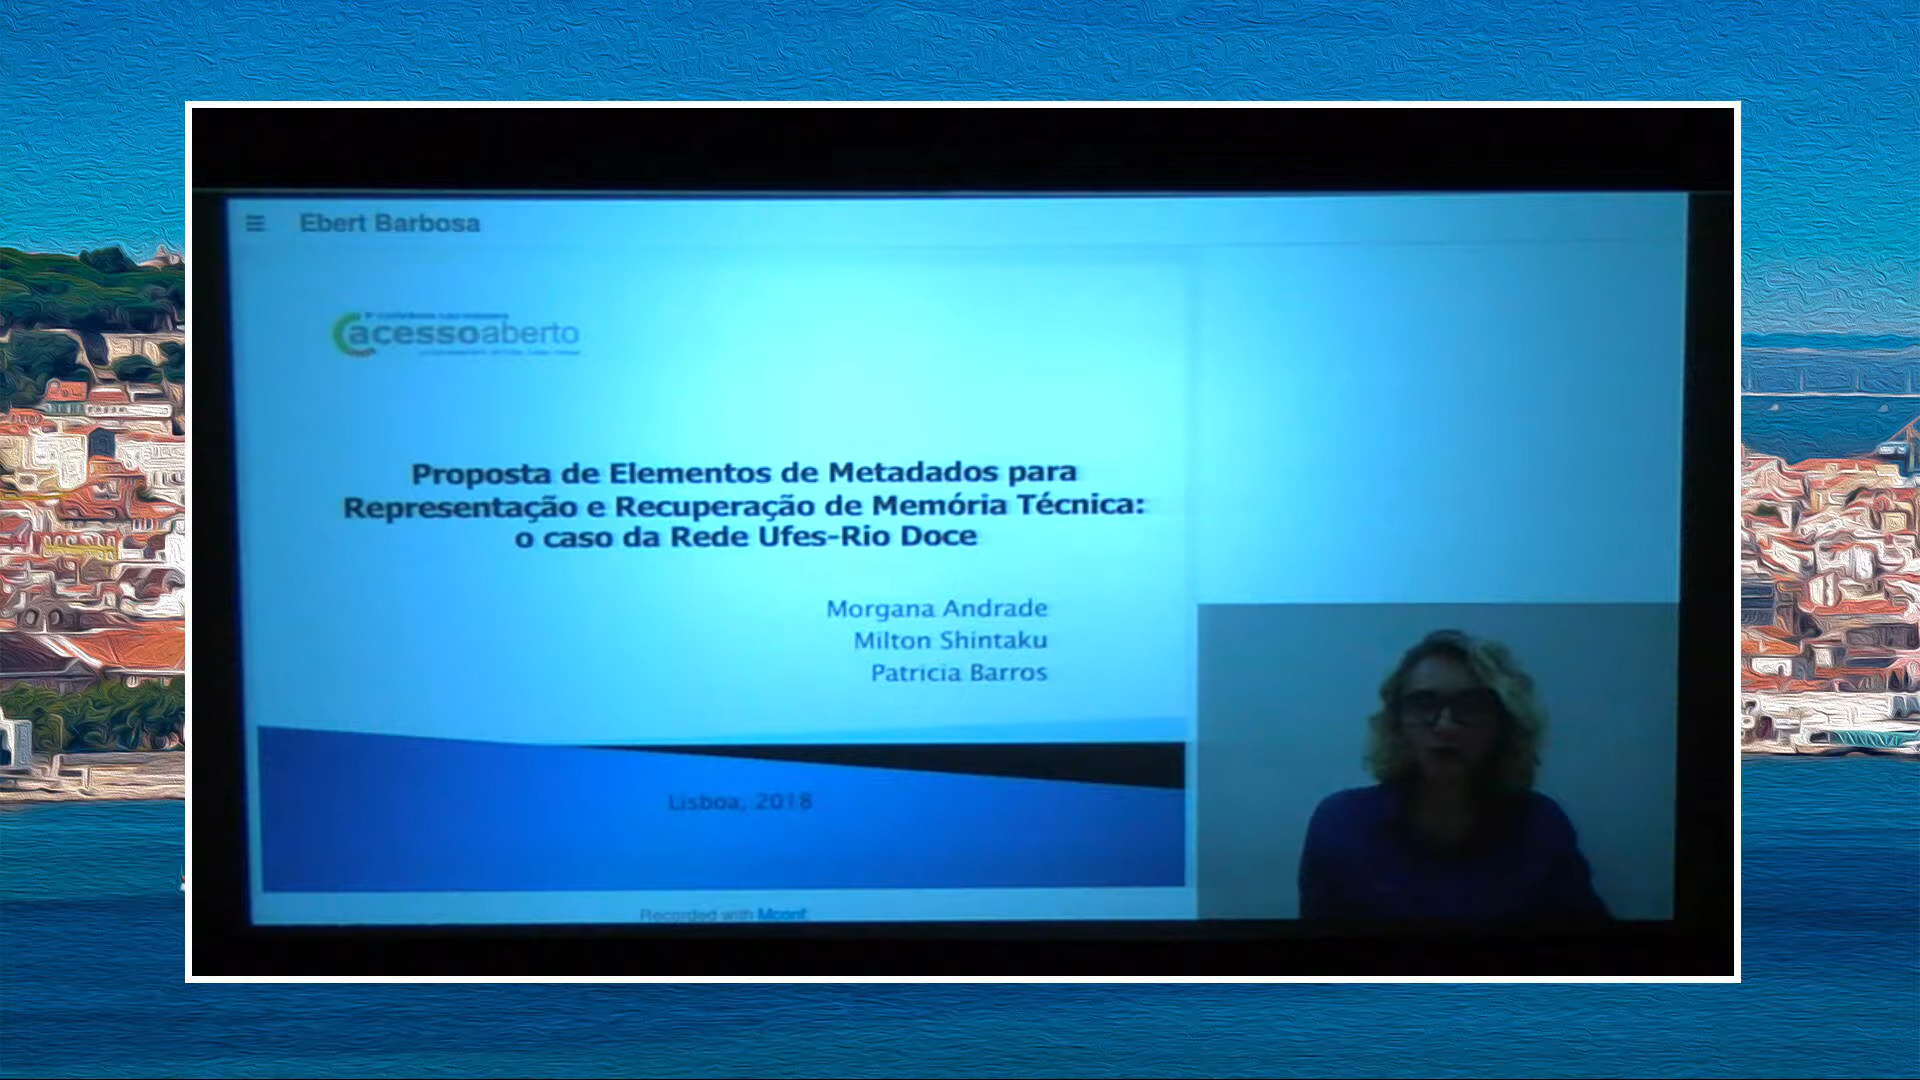 Ebert Barbosa
acessoaberto
Proposta de Elementos de Metadados para
Representação e Recuperação de Memória Técnica:
o caso da Rede Ufes-Rio Doce
Morgana Andrade
Milton Shintaku
Patricia Barros
Lisboa, 2018
Recorded with Mconf